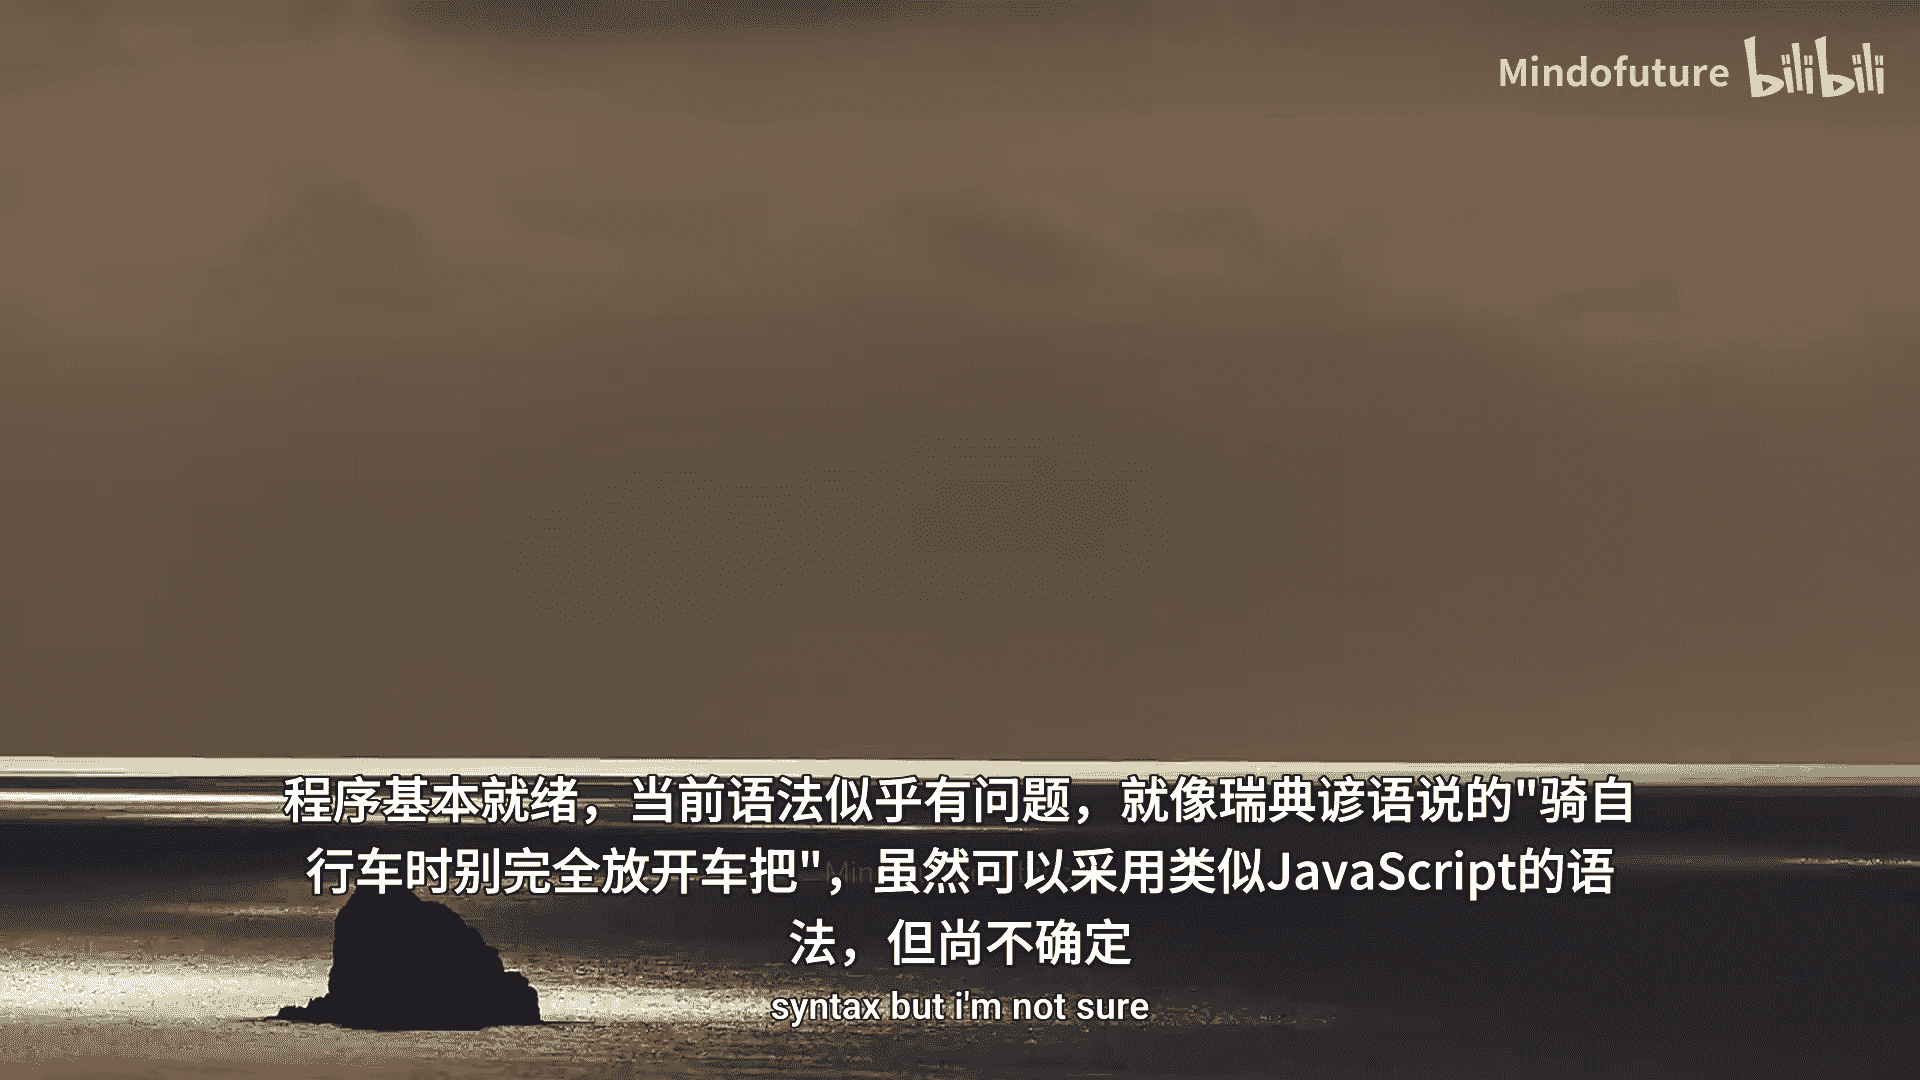 Mindofuture bilibili
程序基本就绪，当前语法似乎有问题，就像瑞典谚语说的"骑自
行车时别完全放开车把"，虽然可以采用类似JavaScript的语
法，但尚不确定
syntax but i'm not sure